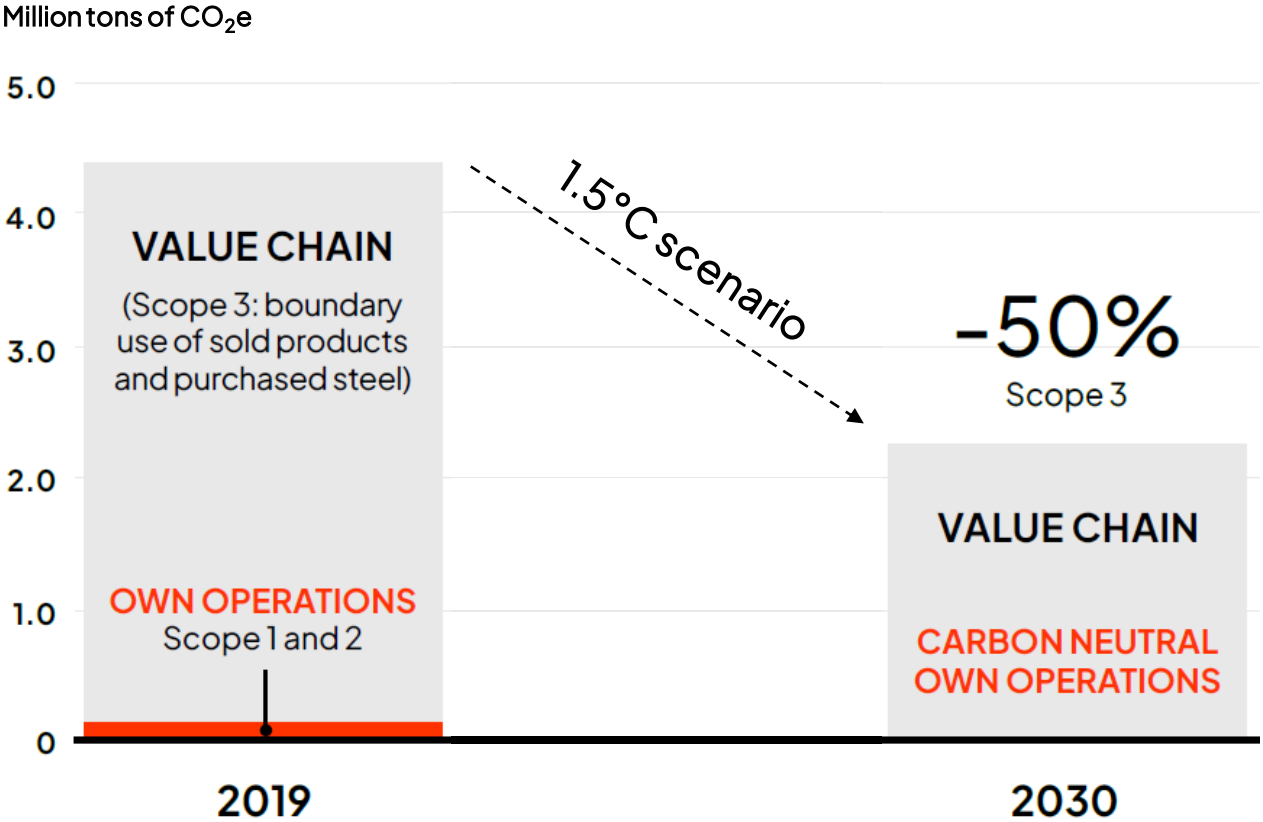 Million tons of CO₂e
5.0
4.0
3.0
2.0
1.0
0
VALUE CHAIN
(Scope 3: boundary
use of sold products
and purchased steel)
OWN OPERATIONS
Scope 1 and 2
1.5°C scenario
-50%
Scope 3
VALUE CHAIN
CARBON NEUTRAL
OWN OPERATIONS
2019
2030